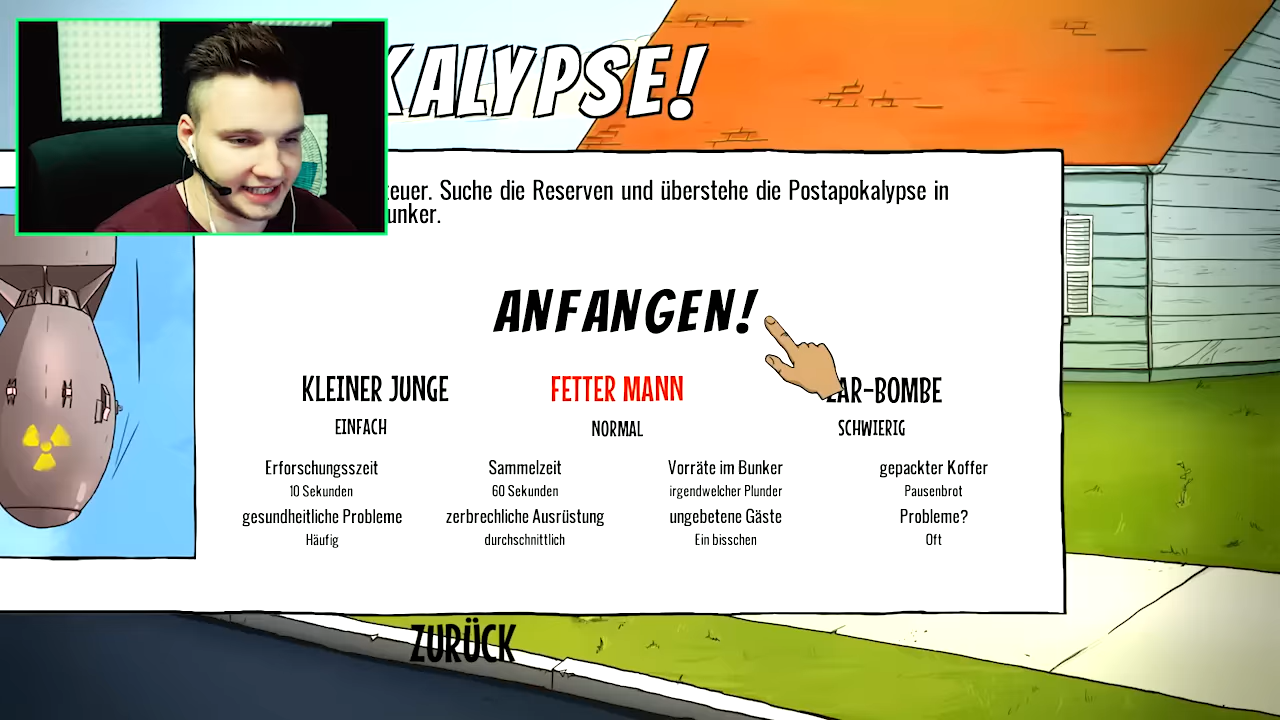 KALYPSE!
teuer. Suche die Reserven und überstehe die Postapokalypse in
unker.
ANFANGEN!
KLEINER JUNGE FETTER MANN ZAR-BOMBE
EINFACH NORMAL SCHWIERIG
Erforschungsszeit Sammelzeit Vorräte im Bunker gepackter Koffer
10 Sekunden 60 Sekunden irgendwelcher Plunder Pausenbrot
gesundheitliche Probleme zerbrechliche Ausrüstung ungebetene Gäste Probleme?
Häufig durchschnittlich Ein bisschen Oft
ZURÜCK